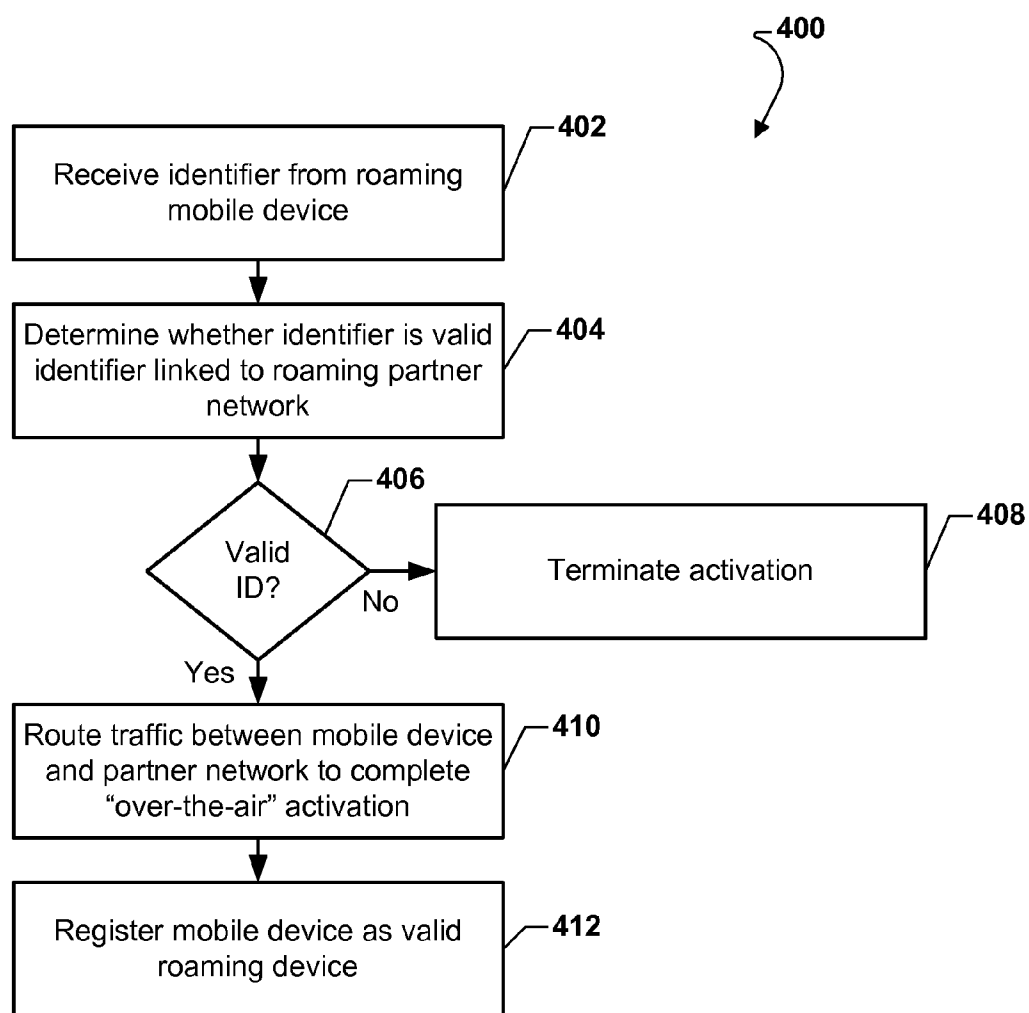 400
402
Receive identifier from roaming
mobile device
404
Determine whether identifier is valid
identifier linked to roaming partner
network
406
Valid
ID?
No
Yes
408
Terminate activation
410
Route traffic between mobile device
and partner network to complete
“over-the-air” activation
412
Register mobile device as valid
roaming device